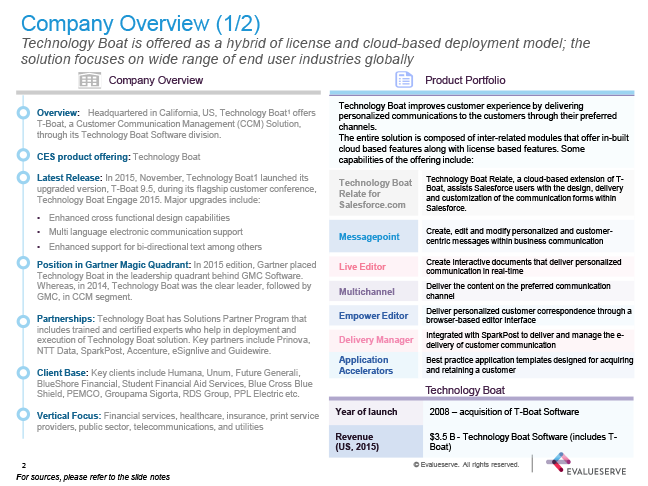 Company Overview (1/2)
Technology Boat is offered as a hybrid of license and cloud-based deployment model; the
solution focuses on wide range of end user industries globally
Company Overview
Overview: Headquartered in California, US, Technology Boat¹ offers
T-Boat, a Customer Communication Management (CCM) Solution,
through its Technology Boat Software division.
CES product offering: Technology Boat
Latest Release: In 2015, November, Technology Boat1 launched its
upgraded version, T-Boat 9.5, during its flagship customer conference,
Technology Boat Engage 2015. Major upgrades include:
• Enhanced cross functional design capabilities
• Multi language electronic communication support
• Enhanced support for bi-directional text among others
Position in Gartner Magic Quadrant: In 2015 edition, Gartner placed
Technology Boat in the leadership quadrant behind GMC Software.
Whereas, in 2014, Technology Boat was the clear leader, followed by
GMC, in CCM segment.
Partnerships: Technology Boat has Solutions Partner Program that
includes trained and certified experts who help in deployment and
execution of Technology Boat solution. Key partners include Prinova,
NTT Data, SparkPost, Accenture, eSignlive and Guidewire.
Client Base: Key clients include Humana, Unum, Future Generali,
BlueShore Financial, Student Financial Aid Services, Blue Cross Blue
Shield, PEMCO, Groupama Sigorta, RDS Group, PPL Electric etc.
Vertical Focus: Financial services, healthcare, insurance, print service
providers, public sector, telecommunications, and utilities
Product Portfolio
Technology Boat improves customer experience by delivering
personalized communications to the customers through their preferred
channels.
The entire solution is composed of inter-related modules that offer in-built
cloud based features along with license based features. Some
capabilities of the offering include:
Technology Boat
Relate for
Salesforce.com
Technology Boat Relate, a cloud-based extension of T-
Boat, assists Salesforce users with the design, delivery
and customization of the communication forms within
Salesforce.
Messagepoint
Create, edit and modify personalized and customer-
centric messages within business communication
Live Editor
Create interactive documents that deliver personalized
communication in real-time
Multichannel
Deliver the content on the preferred communication
channel
Empower Editor
Deliver personalized customer correspondence through a
browser-based editor interface
Delivery Manager
Integrated with SparkPost to deliver and manage the e-
delivery of customer communication
Application
Accelerators
Best practice application templates designed for acquiring
and retaining a customer
Technology Boat
Year of launch
2008 – acquisition of T-Boat Software
Revenue
(US, 2015)
$3.5 B - Technology Boat Software (includes T-
Boat)
2
For sources, please refer to the slide notes
© Evalueserve. All rights reserved.
EVALUESERVE